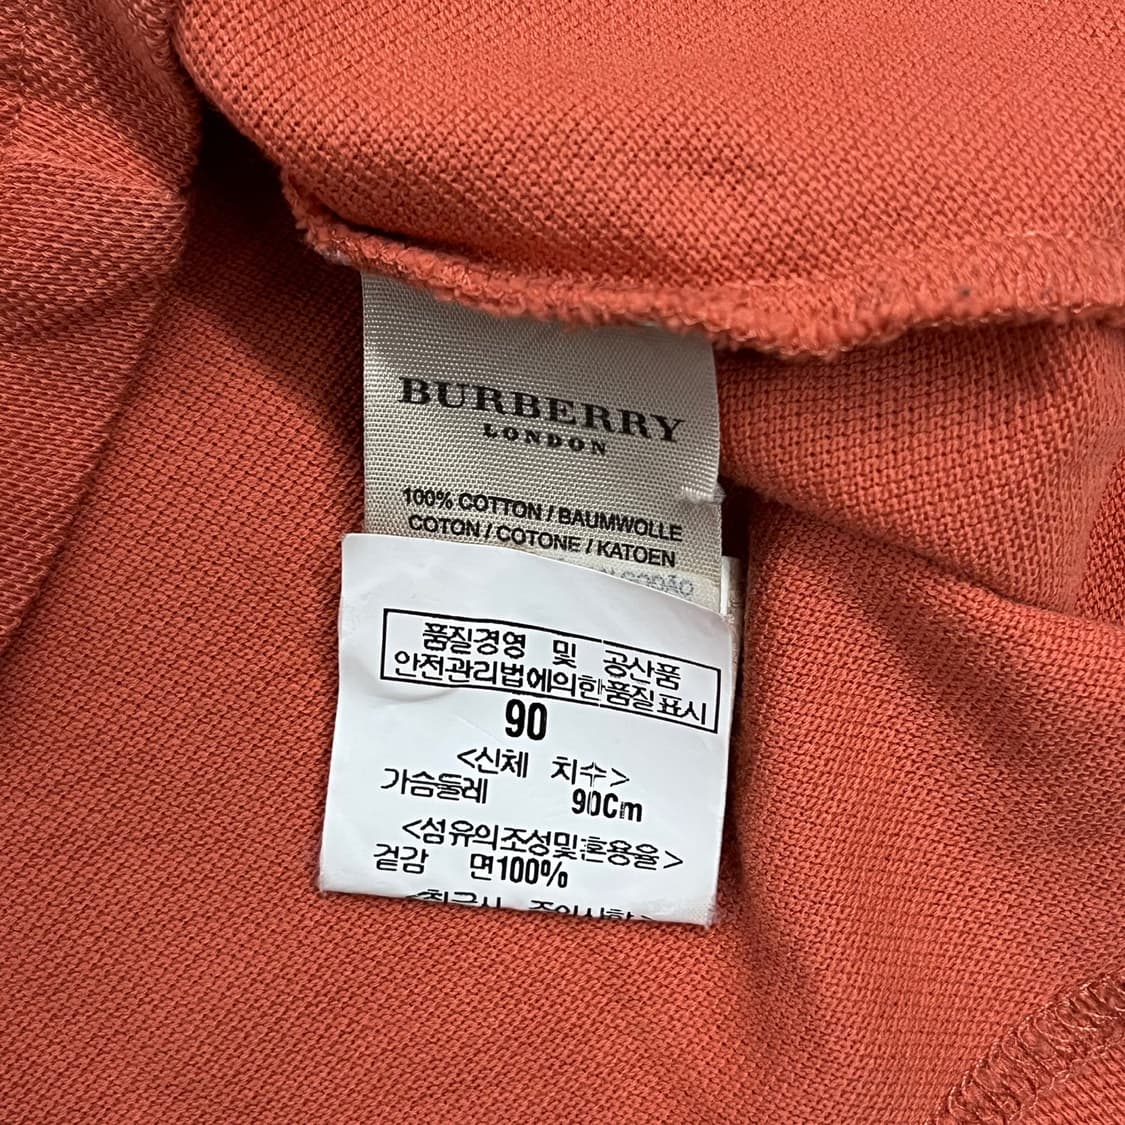 BURBERRY
LONDON
100% COTTON / BAUMWOLLE
COTON / COTONE / KATOEN
품질경영 및 공산품
안전관리법에의한품질표시
90
<신체 치수>
가슴둘레 90Cm
<섬유의조성및혼용율>
겉감 면100%